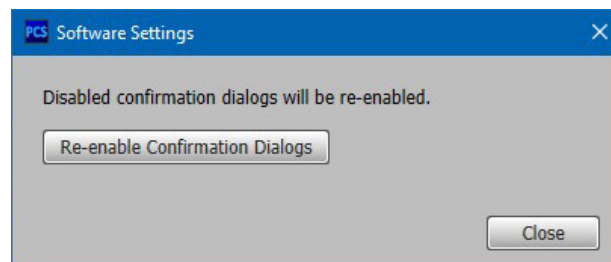 PCS Software Settings
Disabled confirmation dialogs will be re-enabled.
Re-enable Confirmation Dialogs
Close